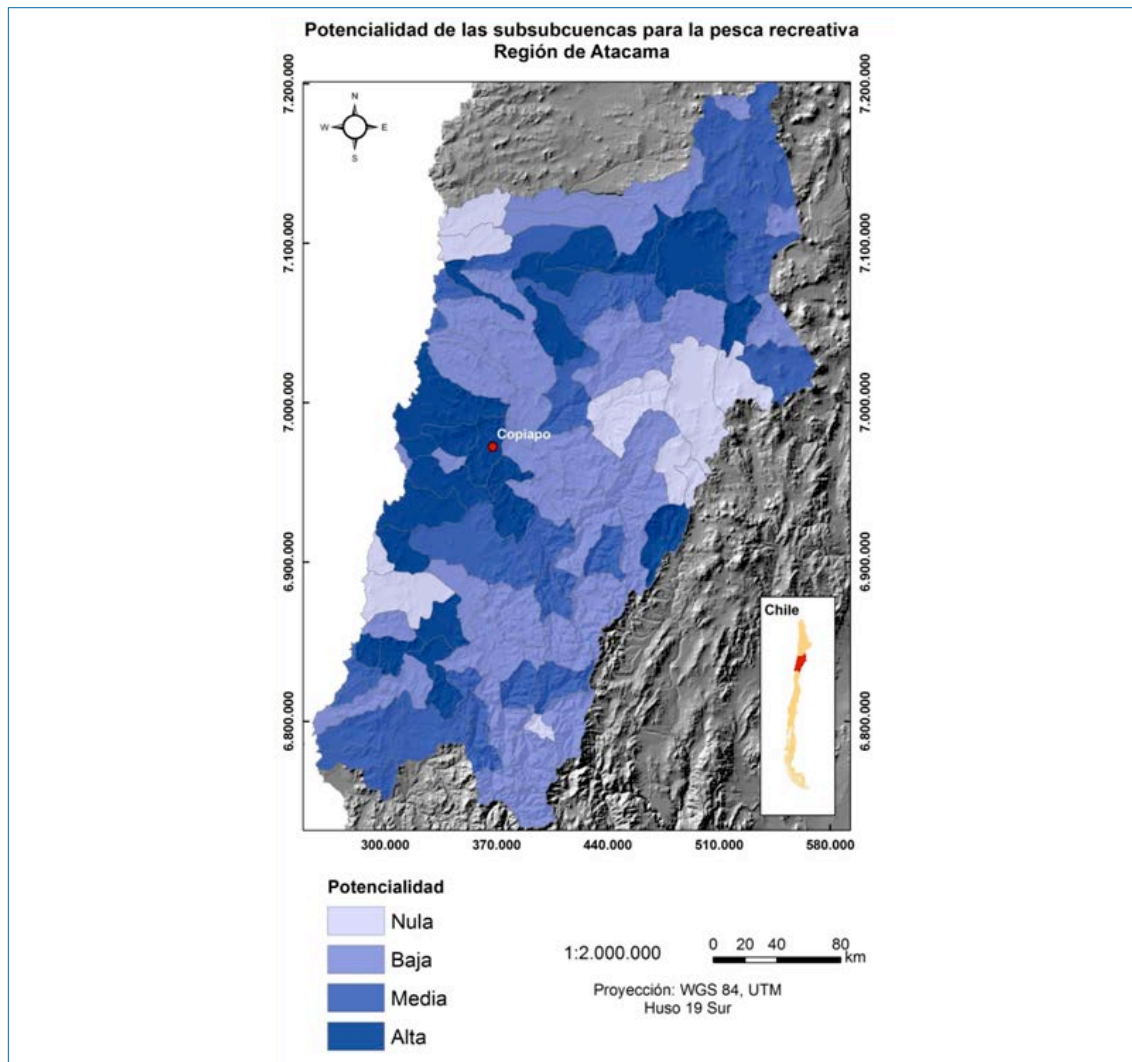 Potencialidad de las subsubcuencas para la pesca recreativa
Región de Atacama
N
W E
S
7.200.000 7.200.000
7.100.000 7.100.000
7.000.000 7.000.000
Copiapo
6.900.000 6.900.000
Chile
6.800.000 6.800.000
300.000 370.000 440.000 510.000 580.000
Potencialidad
Nula
Baja
Media
Alta
1:2.000.000
0 20 40 80
km
Proyección: WGS 84, UTM
Huso 19 Sur